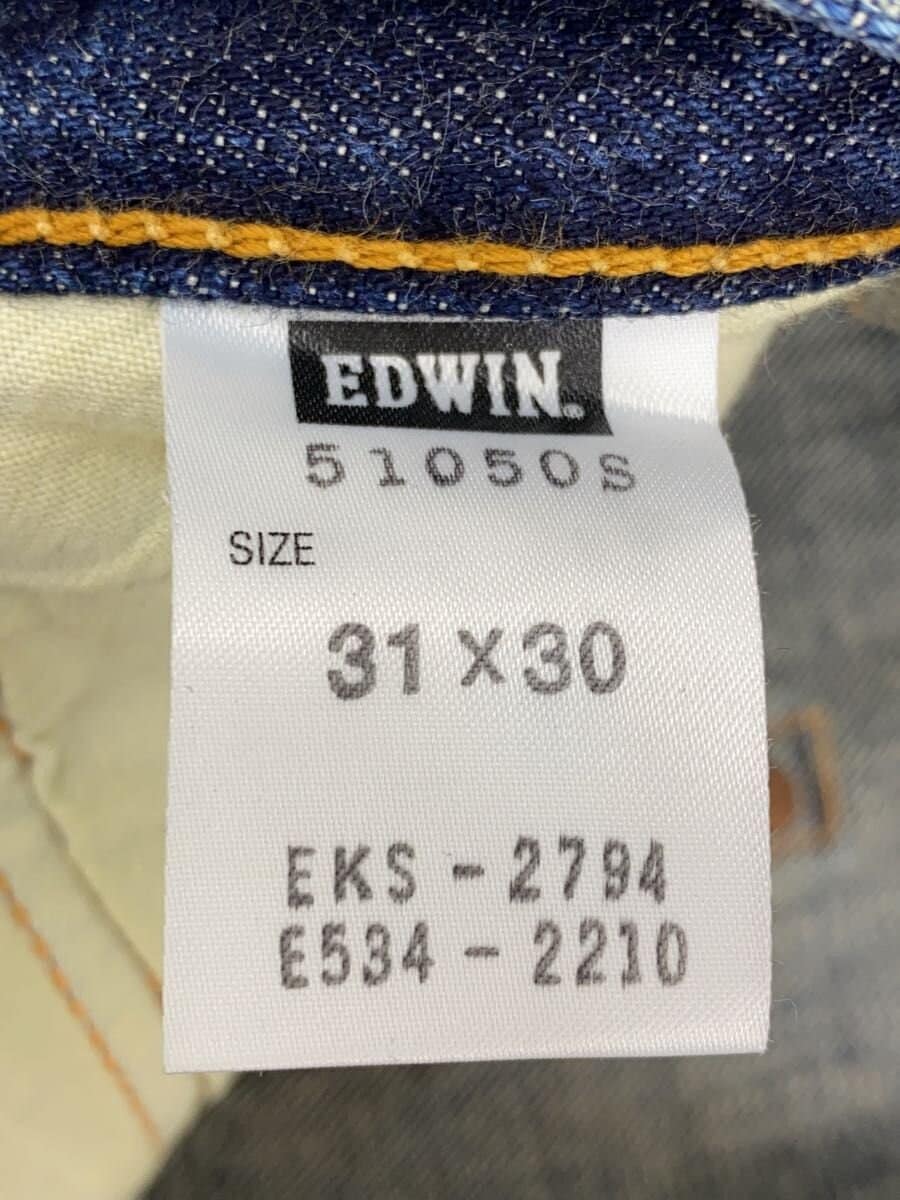 EDWIN.
51050S
SIZE
31 X 30
EKS - 2794
E534 - 2210